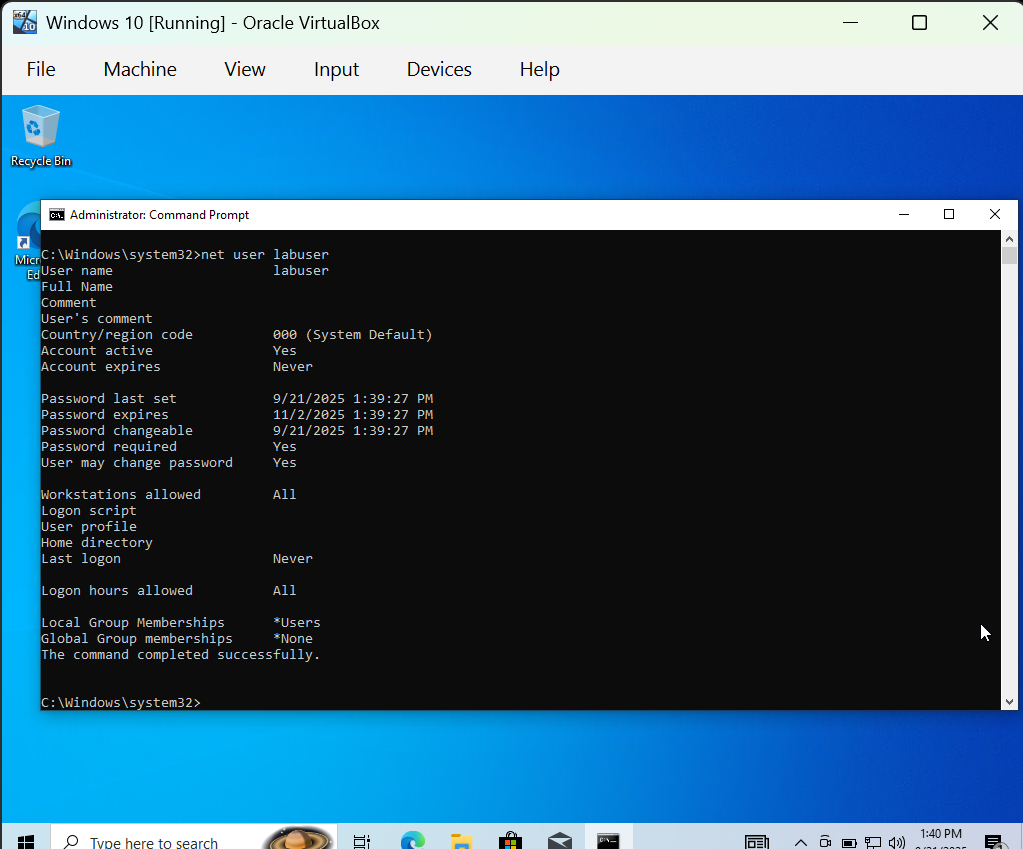 Windows 10 [Running] - Oracle VirtualBox
File Machine View Input Devices Help
Recycle Bin
Administrator: Command Prompt
C:\Windows\system32>net user labuser
User name labuser
Full Name
Comment
User's comment
Country/region code 000 (System Default)
Account active Yes
Account expires Never
Password last set 9/21/2025 1:39:27 PM
Password expires 11/2/2025 1:39:27 PM
Password changeable 9/21/2025 1:39:27 PM
Password required Yes
User may change password Yes
Workstations allowed All
Logon script
User profile
Home directory
Last logon Never
Logon hours allowed All
Local Group Memberships *Users
Global Group memberships *None
The command completed successfully.
C:\Windows\system32>
Type here to search
1:40 PM